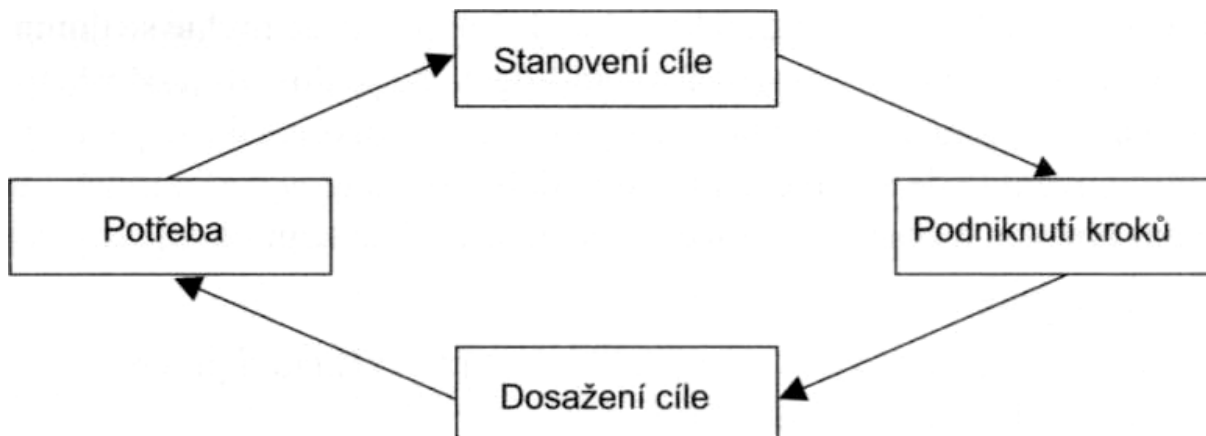 Stanovení cíle
Potřeba
Podniknutí kroků
Dosažení cíle